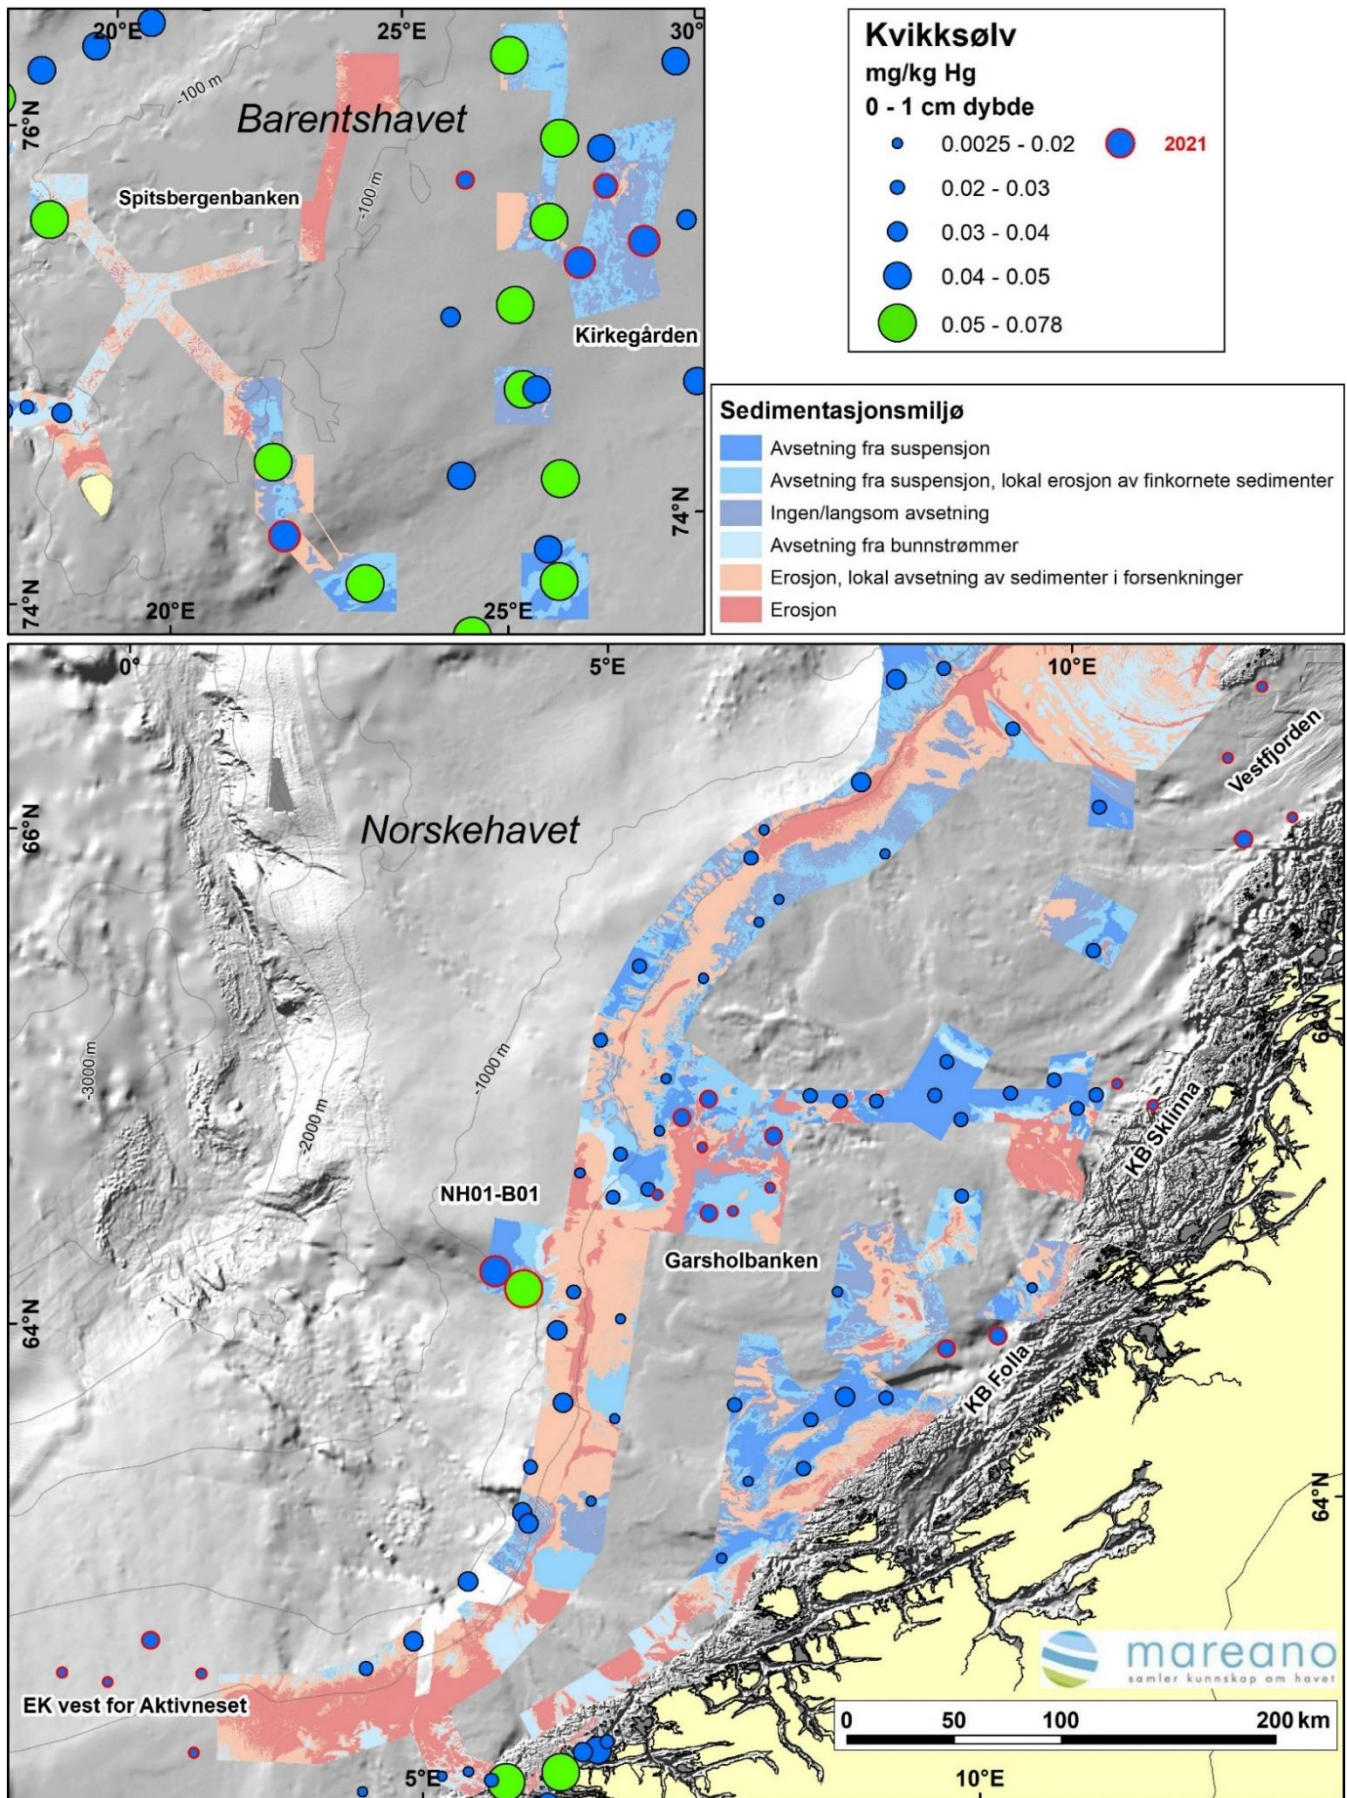 20°E
25°E
30°
76°N
-100 m
Barentshavet
Spitsbergenbanken
-100 m
Kirkegården
74°N
74°N
20°E
25°E
Kvikksølv
mg/kg Hg
0 - 1 cm dybde
0.0025 - 0.02
2021
0.02 - 0.03
0.03 - 0.04
0.04 - 0.05
0.05 - 0.078
Sedimentasjonsmiljø
Avsetning fra suspensjon
Avsetning fra suspensjon, lokal erosjon av finkornete sedimenter
Ingen/langsom avsetning
Avsetning fra bunnstrømmer
Erosjon, lokal avsetning av sedimenter i forsenkninger
Erosjon
0°
5°E
10°E
Vestfjorden
66°N
Norskehavet
66°N
-3000 m
-2000 m
-1000 m
KB Sklinna
NH01-B01
Garsholbanken
64°N
KB Folla
64°N
EK vest for Aktivneset
mareano
samler kunnskap om havet
0 50 100 200 km
5°E
10°E